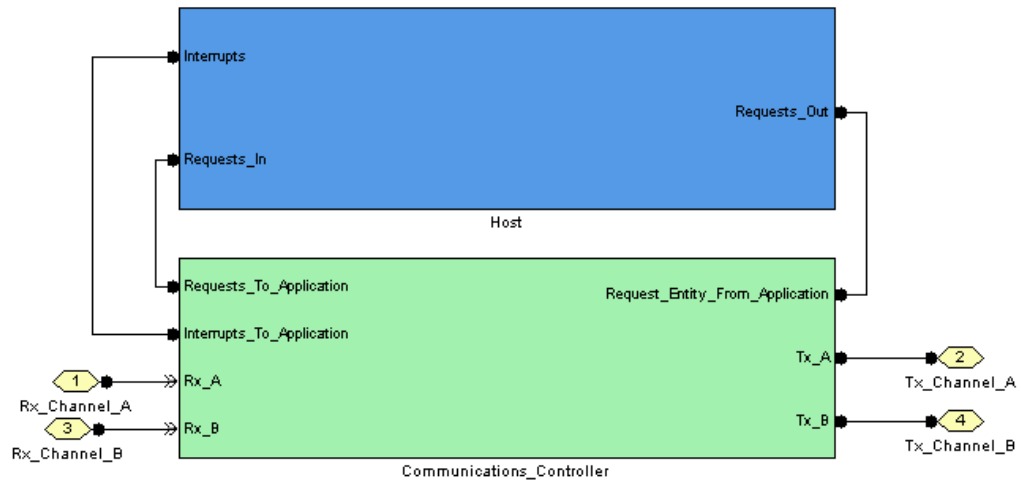 Interrupts
Requests_Out
Requests_In
Host
Requests_To_Application
Request_Entity_From_Application
Interrupts_To_Application
Tx_A
2
Tx_Channel_A
1
Rx_A
Rx_Channel_A
Tx_B
4
Tx_Channel_B
3
Rx_B
Rx_Channel_B
Communications_Controller